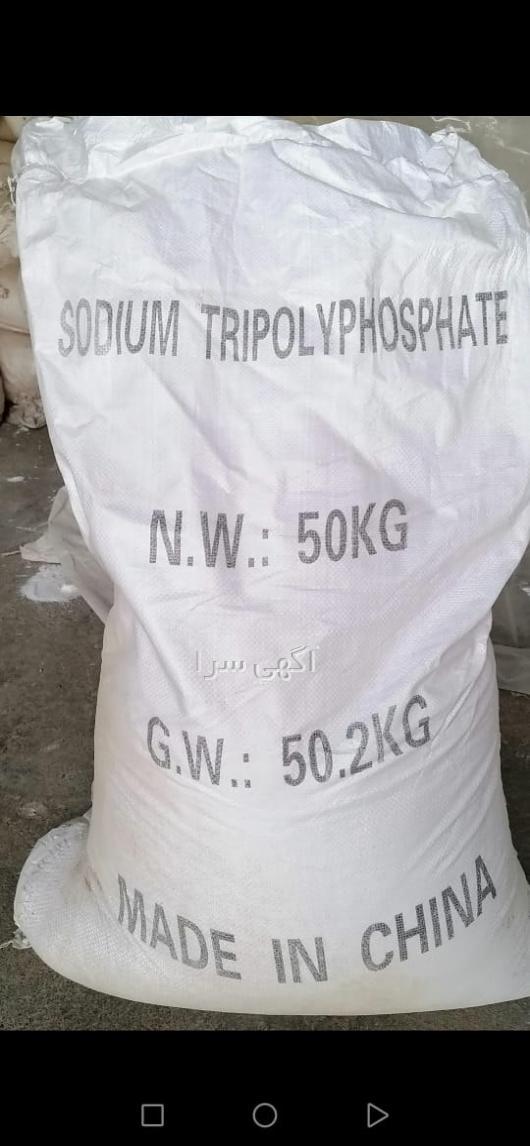 SODIUM TRIPOLYPHOSPHATE
N.W.: 50KG
آگهی سرا
G.W.: 50.2KG
MADE IN CHINA